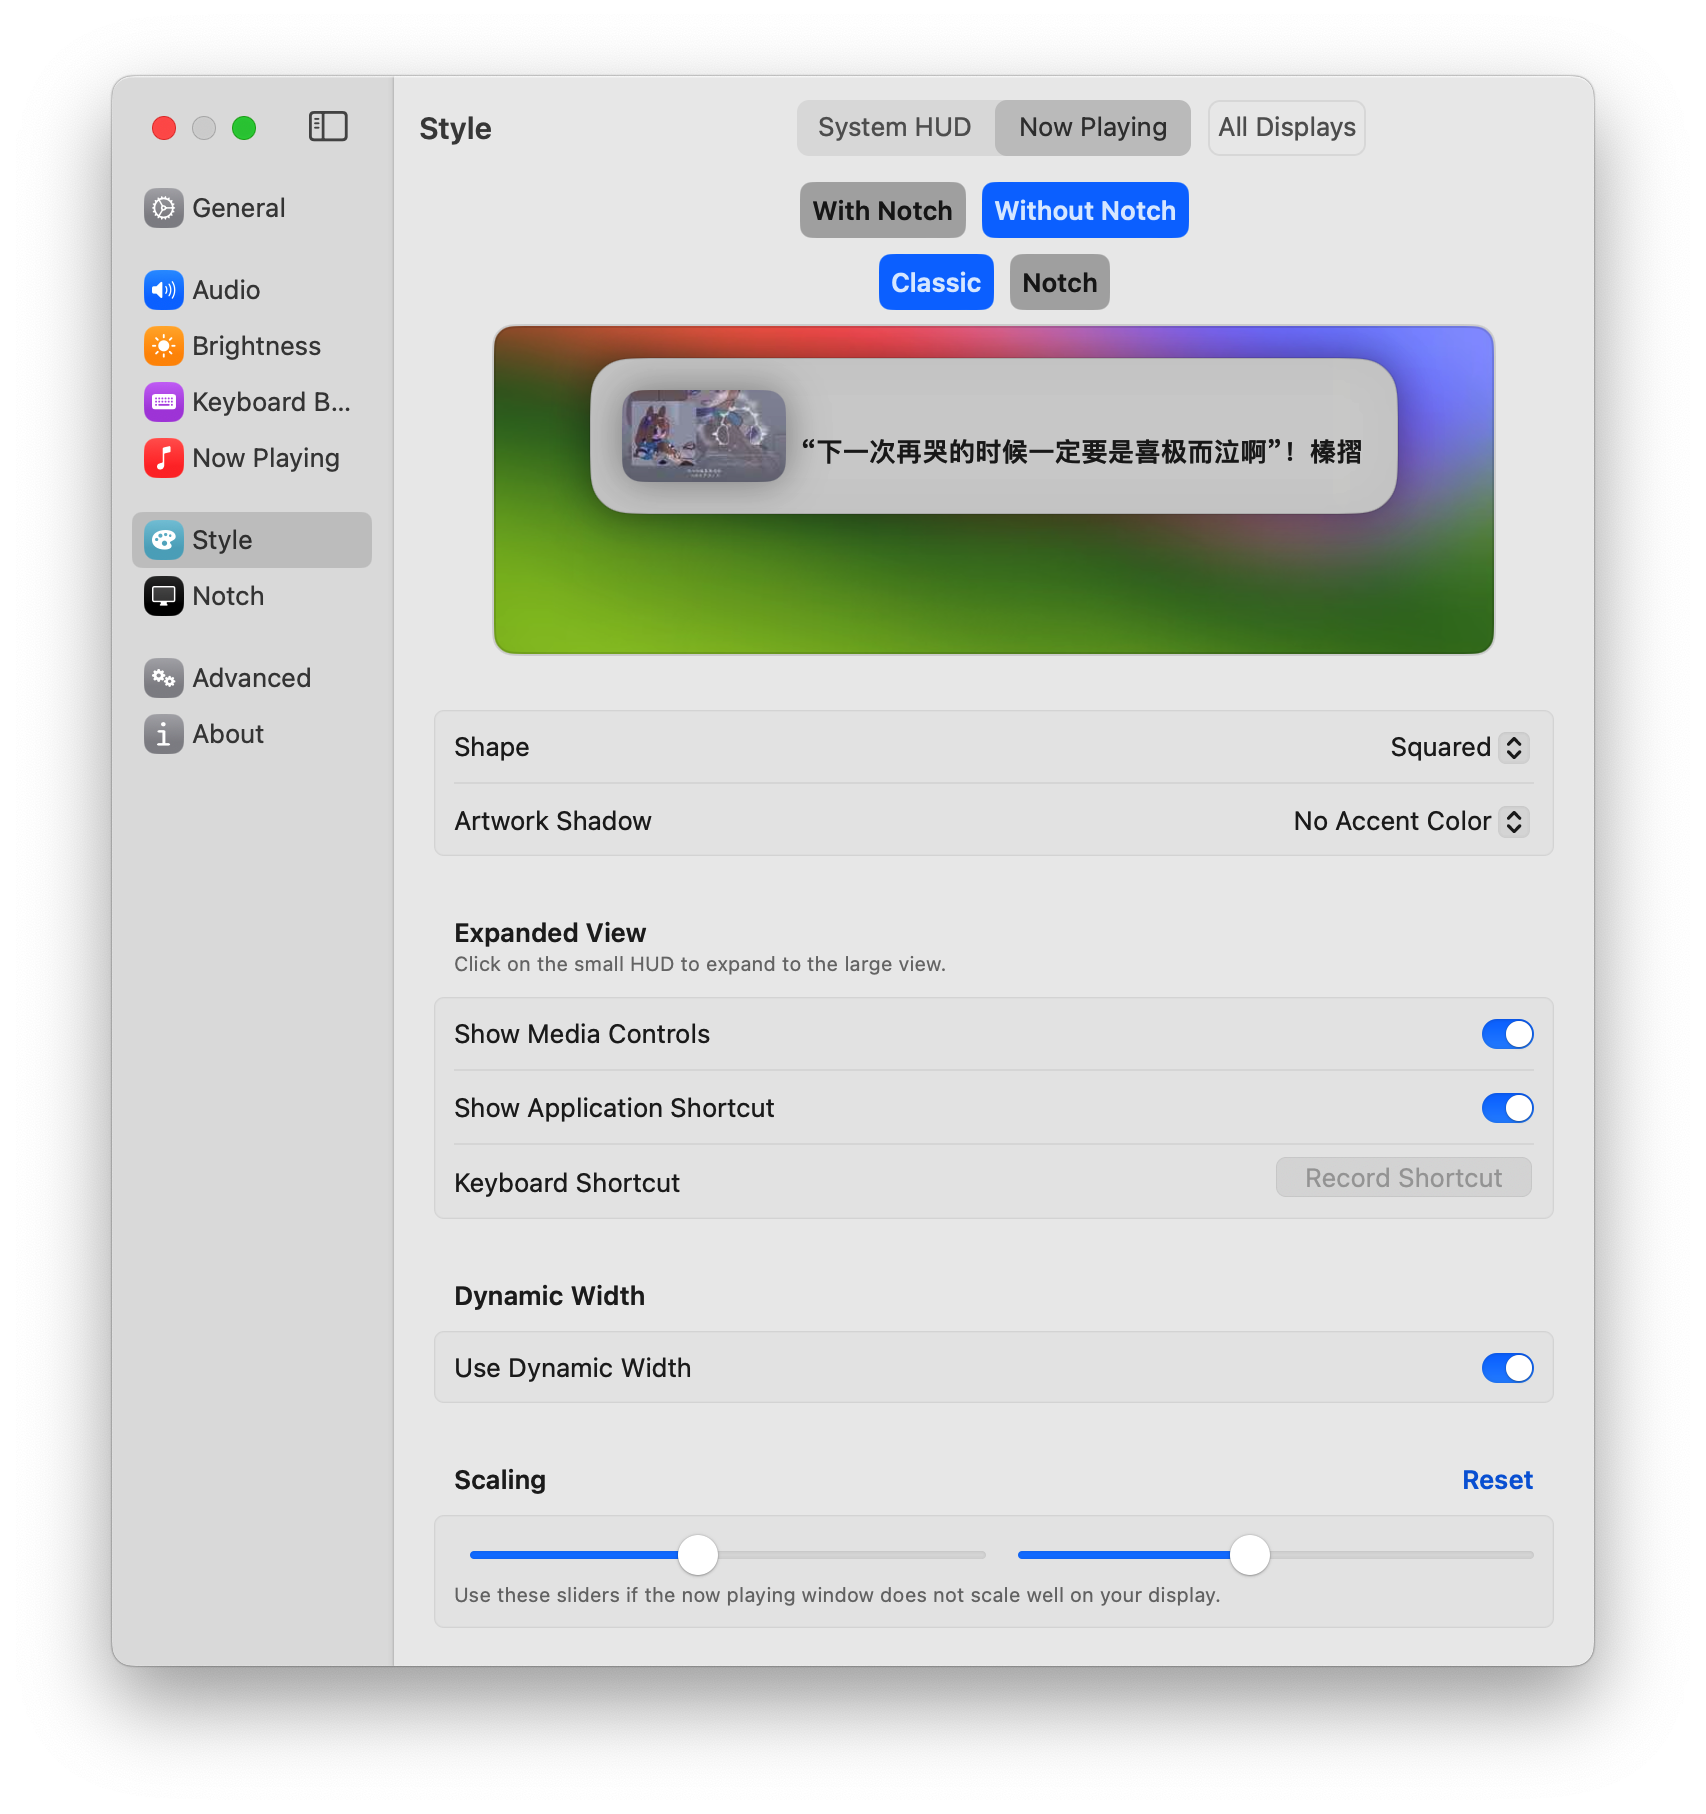 Style
System HUD
Now Playing
All Displays
With Notch
Without Notch
Classic
Notch
General
Audio
Brightness
Keyboard B...
Now Playing
Style
Notch
Advanced
About
“下一次再哭的时候一定要是喜极而泣啊”！榛摺
Shape
Squared
Artwork Shadow
No Accent Color
Expanded View
Click on the small HUD to expand to the large view.
Show Media Controls
Show Application Shortcut
Keyboard Shortcut
Record Shortcut
Dynamic Width
Use Dynamic Width
Scaling
Reset
Use these sliders if the now playing window does not scale well on your display.